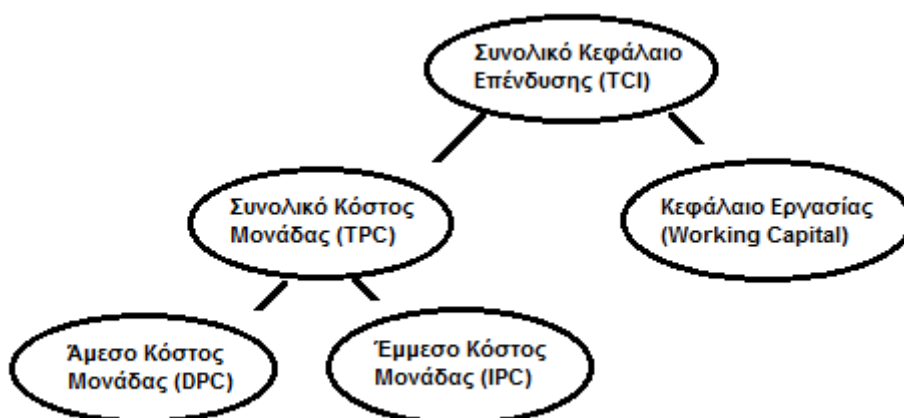 Συνολικό Κεφάλαιο
Επένδυσης (TCI)
Συνολικό Κόστος
Μονάδας (TPC)
Κεφάλαιο Εργασίας
(Working Capital)
Άμεσο Κόστος
Μονάδας (DPC)
Έμμεσο Κόστος
Μονάδας (IPC)